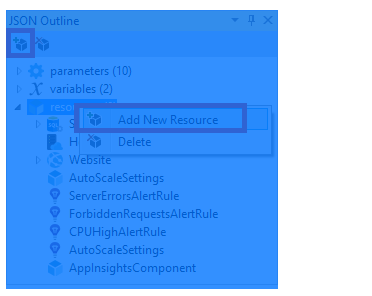 JSON Outline
parameters (10)
variables (2)
Add New Resource
Delete
Website
AutoScaleSettings
ServerErrorsAlertRule
ForbiddenRequestsAlertRule
CPUHighAlertRule
AutoScaleSettings
AppInsightsComponent